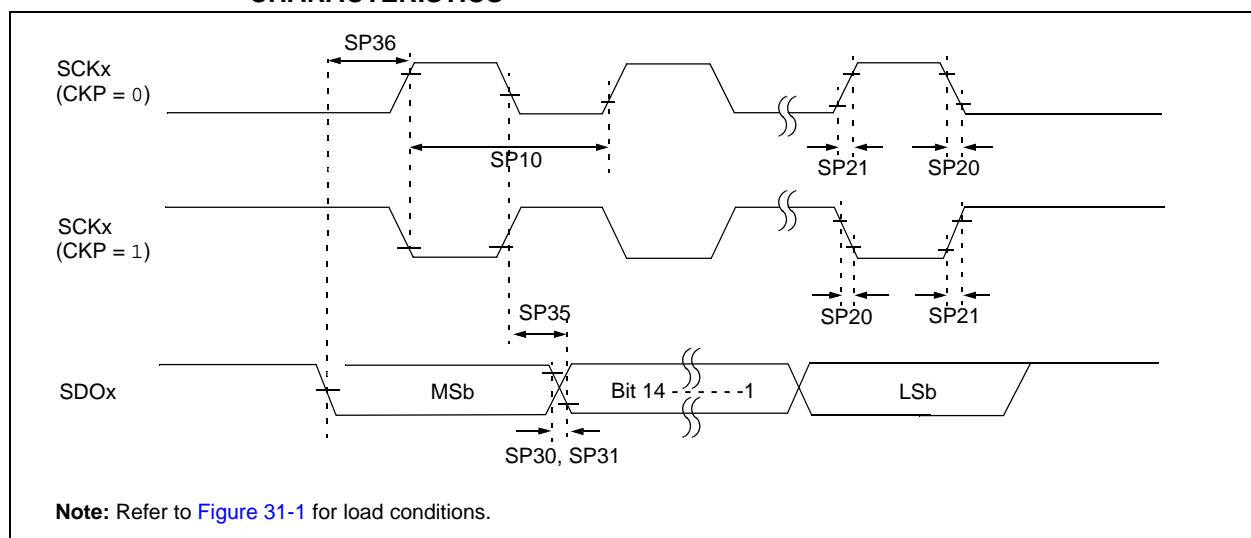 CHARACTERISTICS
SP36
SCKx
(CKP = 0)
SP10
SP21
SP20
SCKx
(CKP = 1)
SP35
SP20
SP21
SDOx
MSb
Bit 14 - - - - - -1
LSb
SP30, SP31
Note: Refer to Figure 31-1 for load conditions.